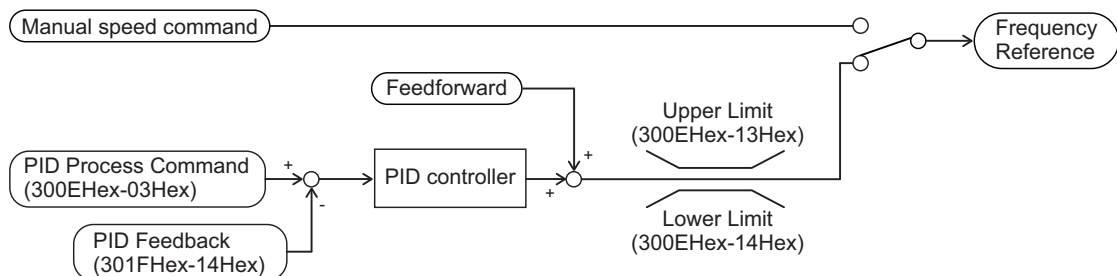 Manual speed command
Frequency
Reference
Feedforward
Upper Limit
(300EHex-13Hex)
PID Process Command
(300EHex-03Hex)
+
-
PID controller
+
+
Lower Limit
(300EHex-14Hex)
PID Feedback
(301FHex-14Hex)